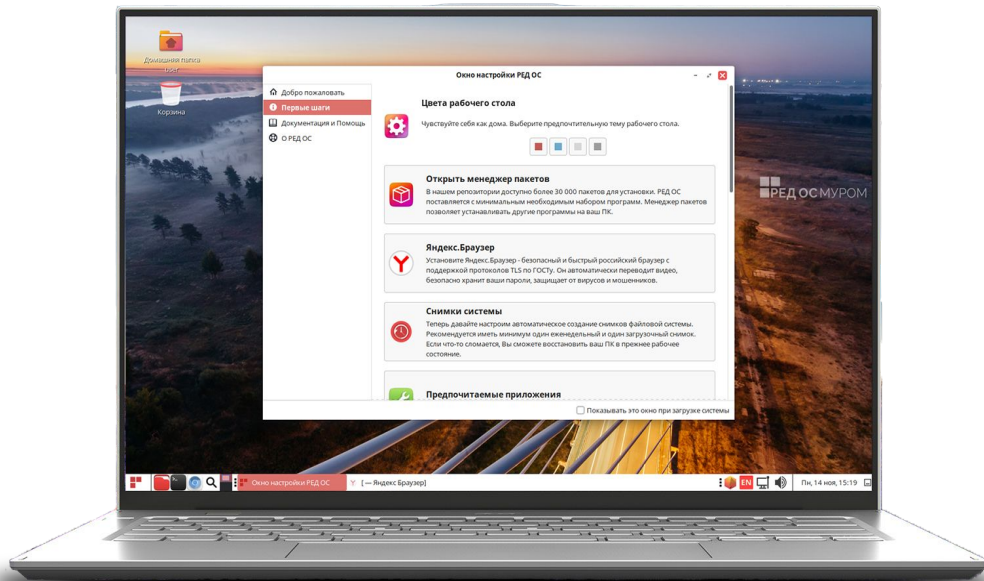 Домашняя папка
user
Корзина
Окно настройки РЕД ОС
Добро пожаловать
Первые шаги
Документация и Помощь
О РЕД ОС
Цвета рабочего стола
Чувствуйте себя как дома. Выберите предпочтительную тему рабочего стола.
Открыть менеджер пакетов
В нашем репозитории доступно более 30 000 пакетов для установки. РЕД ОС
поставляется с минимальным необходимым набором программ. Менеджер пакетов
позволяет устанавливать другие программы на ваш ПК.
Яндекс.Браузер
Установите Яндекс.Браузер - безопасный и быстрый российский браузер с
поддержкой протоколов TLS по ГОСТу. Он автоматически переводит видео,
безопасно хранит ваши пароли, защищает от вирусов и мошенников.
Снимки системы
Теперь давайте настроим автоматическое создание снимков файловой системы.
Рекомендуется иметь минимум один еженедельный и один загрузочный снимок.
Если что-то сломается, Вы сможете восстановить ваш ПК в прежнее рабочее
состояние.
Предпочитаемые приложения
Показывать это окно при загрузке системы
РЕД ОС МУРОМ
Окно настройки РЕД ОС
[ — Яндекс Браузер]
EN
Пн, 14 ноя, 15:19